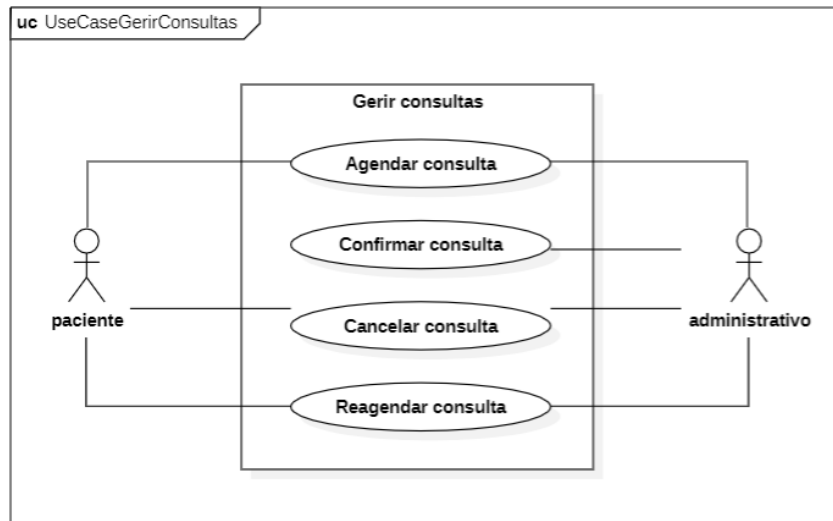 uc UseCaseGerirConsultas
Gerir consultas
Agendar consulta
Confirmar consulta
paciente
Cancelar consulta
administrativo
Reagendar consulta